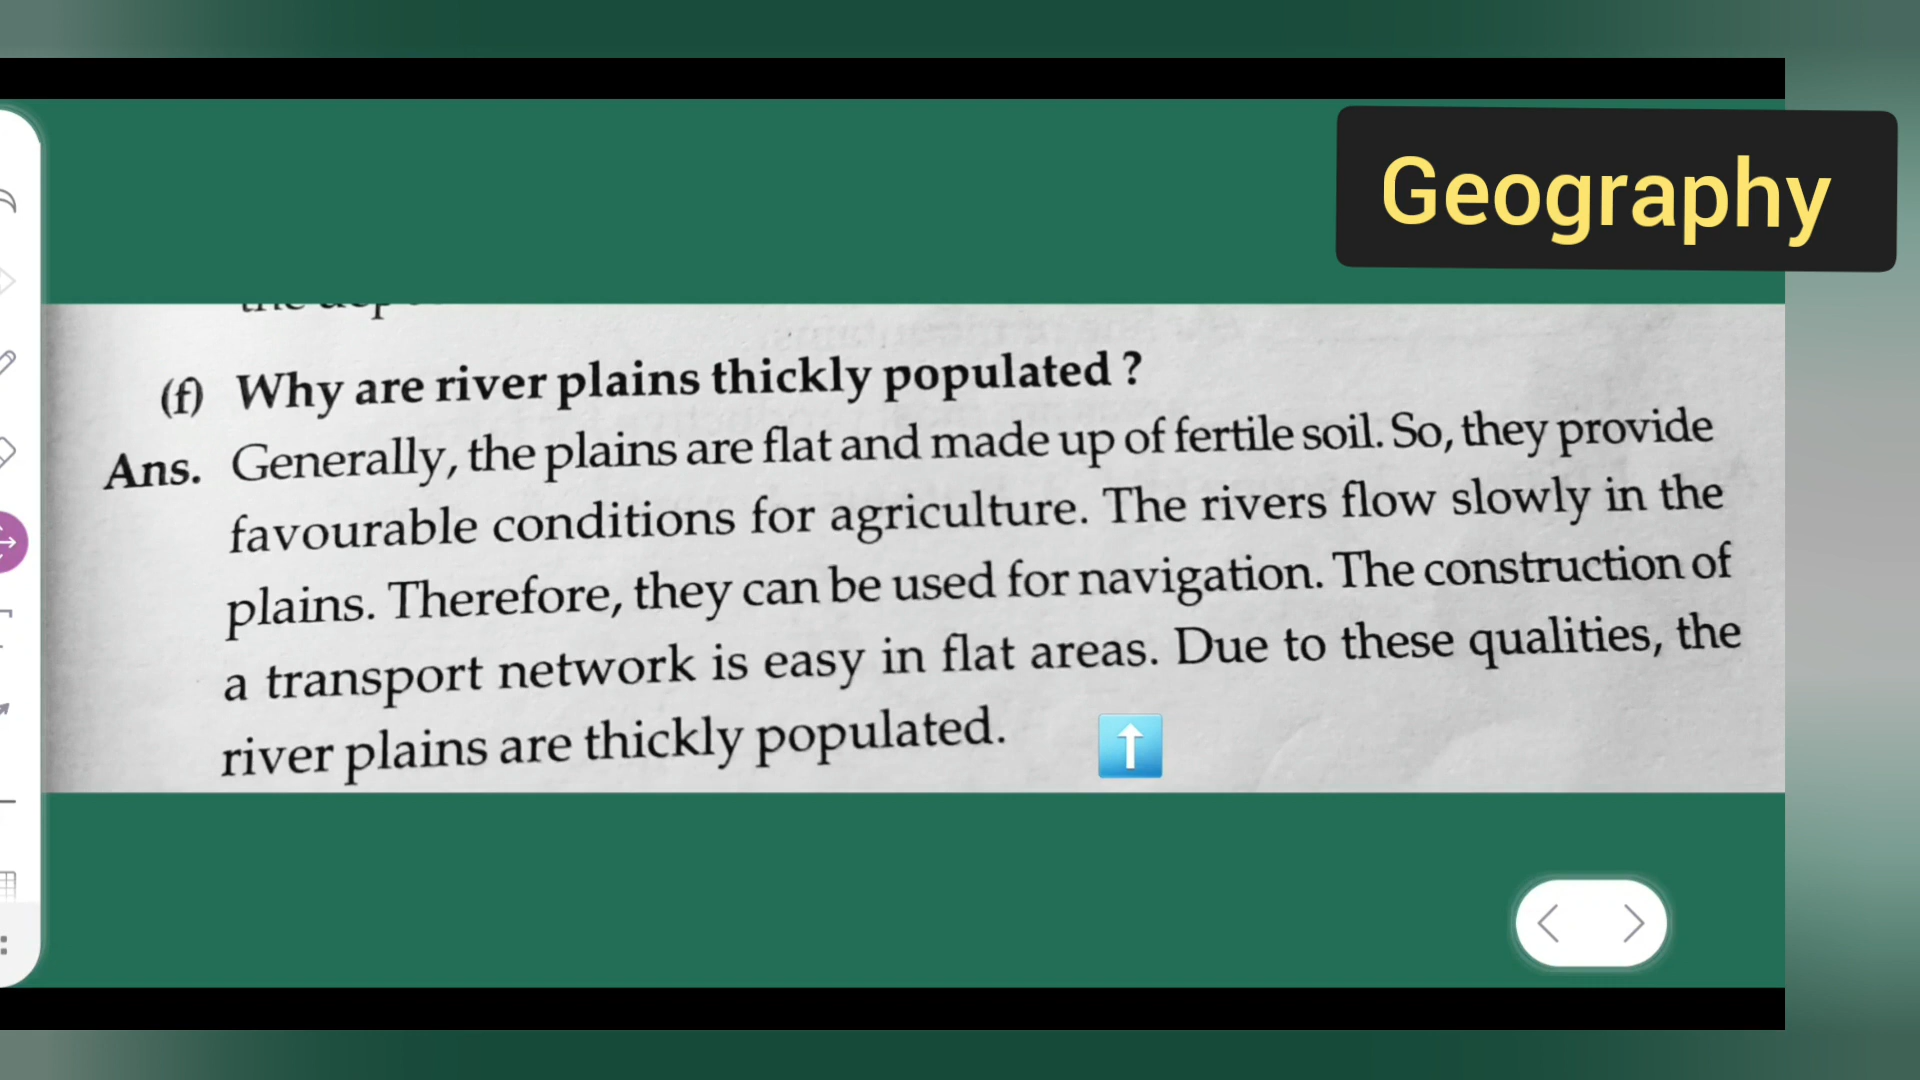 Geography
(f) Why are river plains thickly populated ?
Ans. Generally, the plains are flat and made up of fertile soil. So, they provide
favourable conditions for agriculture. The rivers flow slowly in the
plains. Therefore, they can be used for navigation. The construction of
a transport network is easy in flat areas. Due to these qualities, the
river plains are thickly populated.